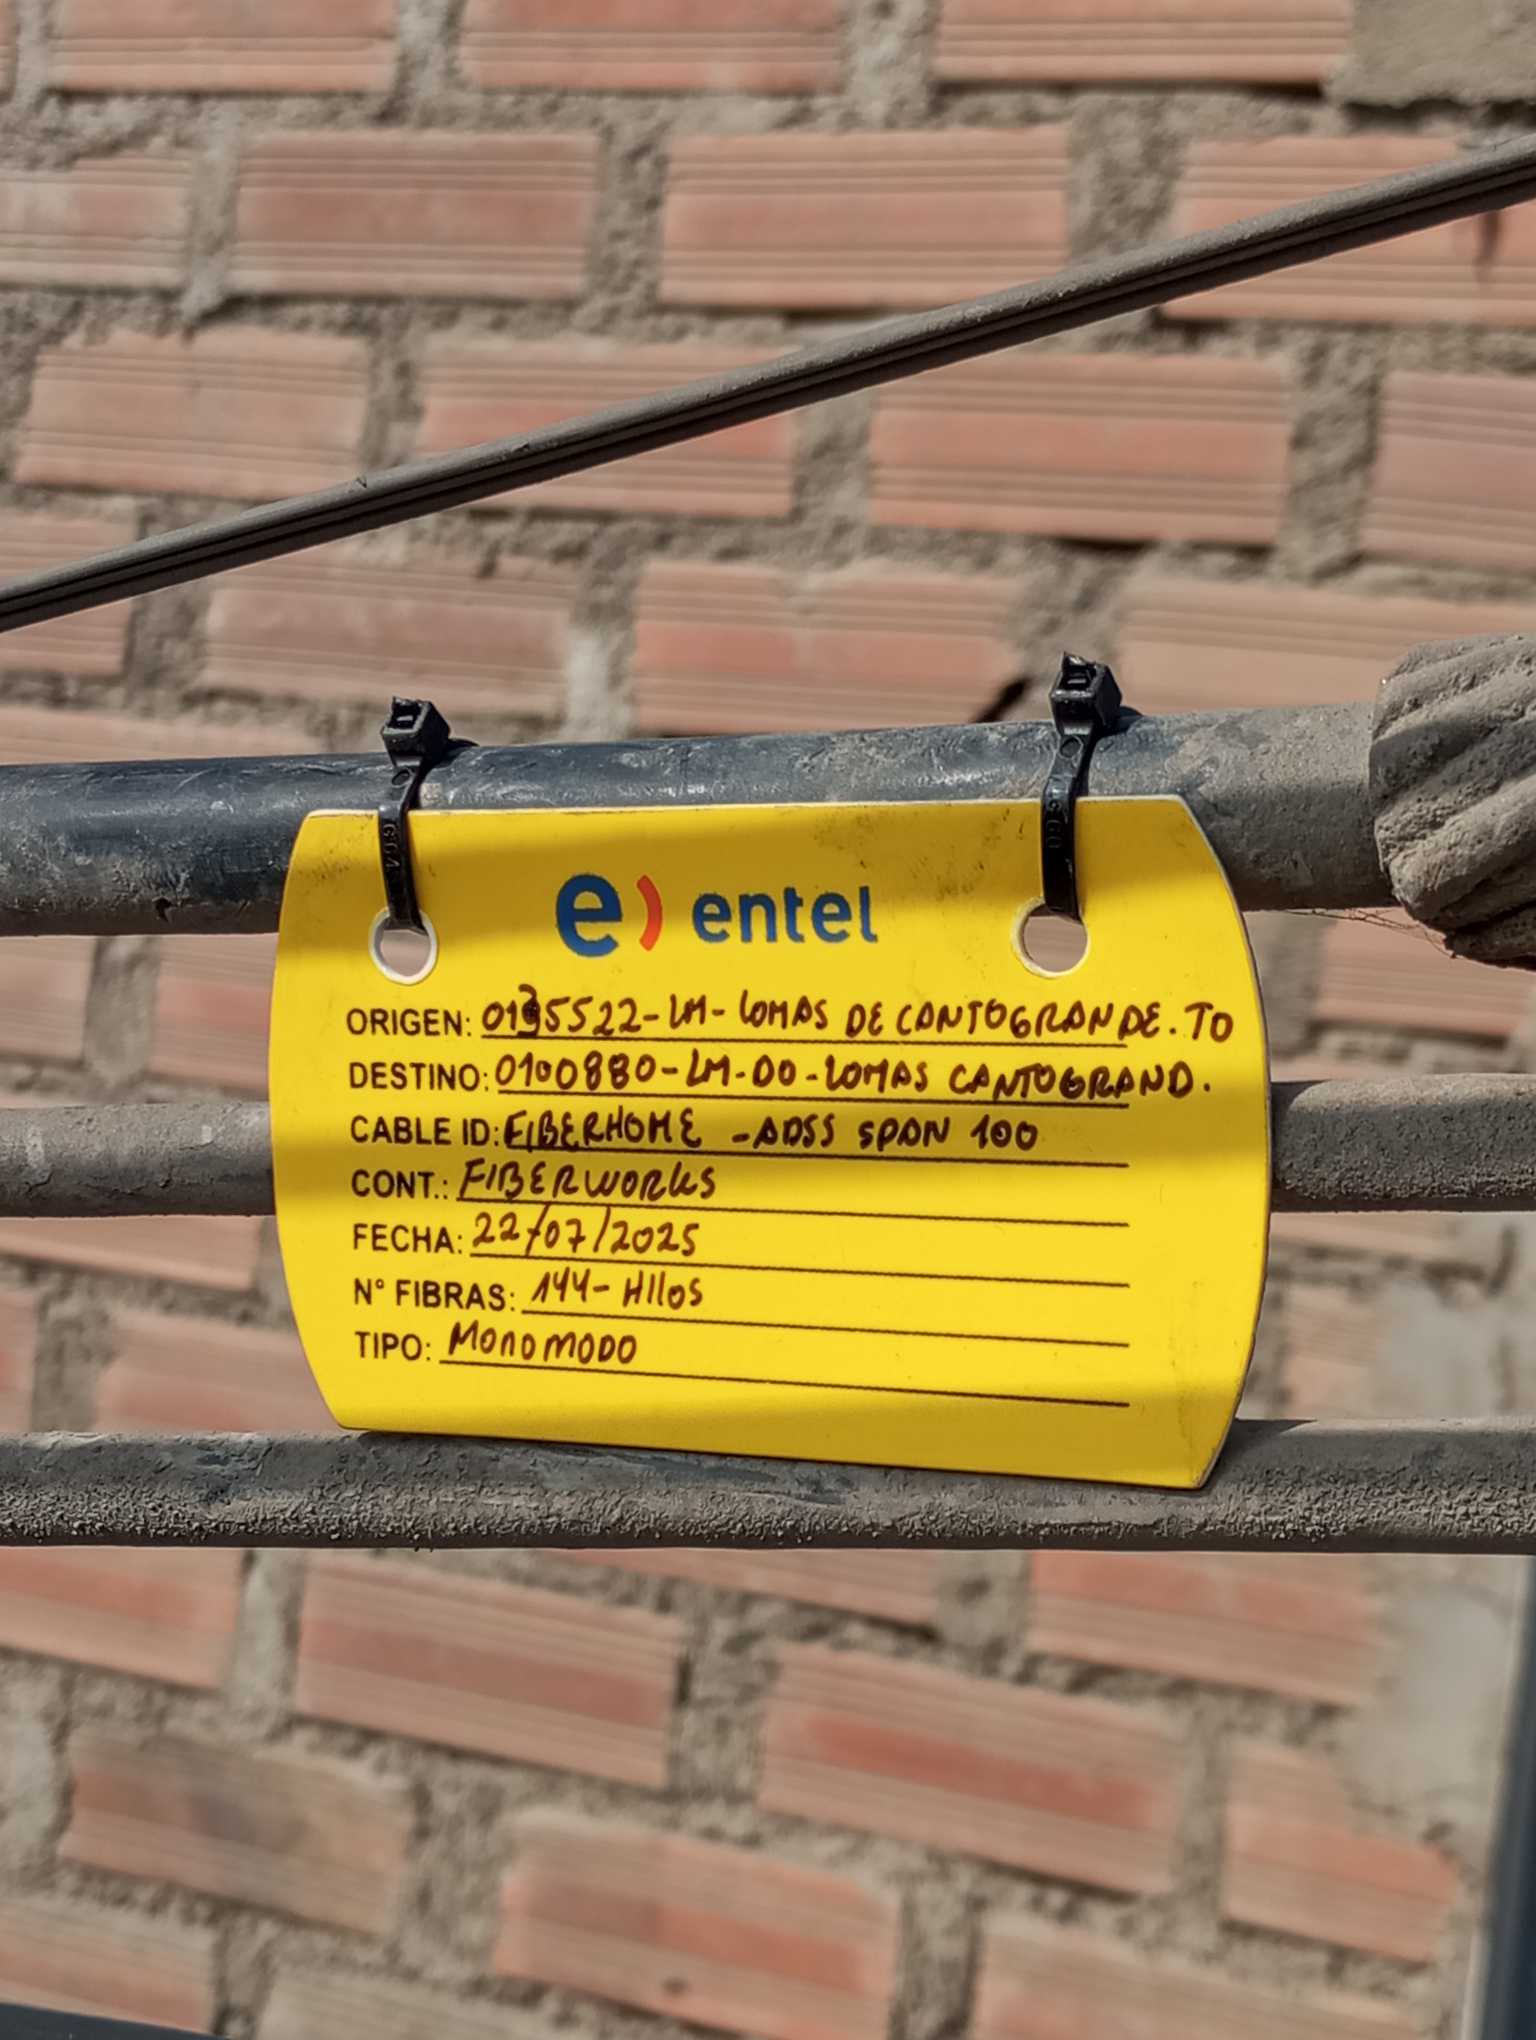 e) entel
ORIGEN: 0135522-LM-LOMAS DE CANTOGRANDE.TO
DESTINO: 0100880-LM-DO-LOMAS CANTOGRAND.
CABLE ID: FIBERHOME -ADSS SPAN 100
CONT.: FIBERWORKS
FECHA: 22/07/2025
N° FIBRAS: 144-HIlOS
TIPO: MONOMODO